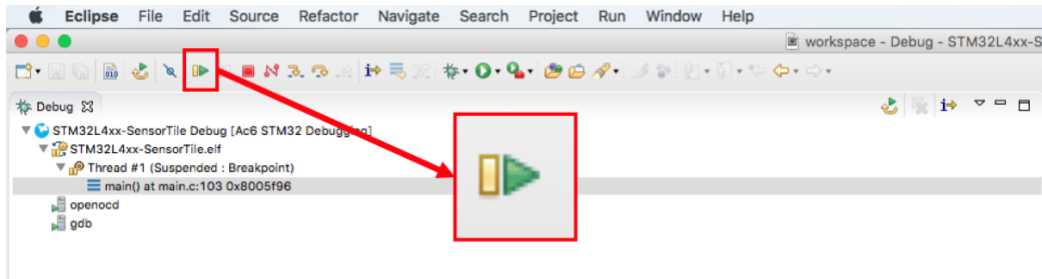 Eclipse File Edit Source Refactor Navigate Search Project Run Window Help
workspace - Debug - STM32L4xx-S
Debug
STM32L4xx-SensorTile Debug [Ac6 STM32 Debugging]
STM32L4xx-SensorTile.elf
Thread #1 (Suspended : Breakpoint)
main() at main.c:103 0x8005f96
openocd
gdb